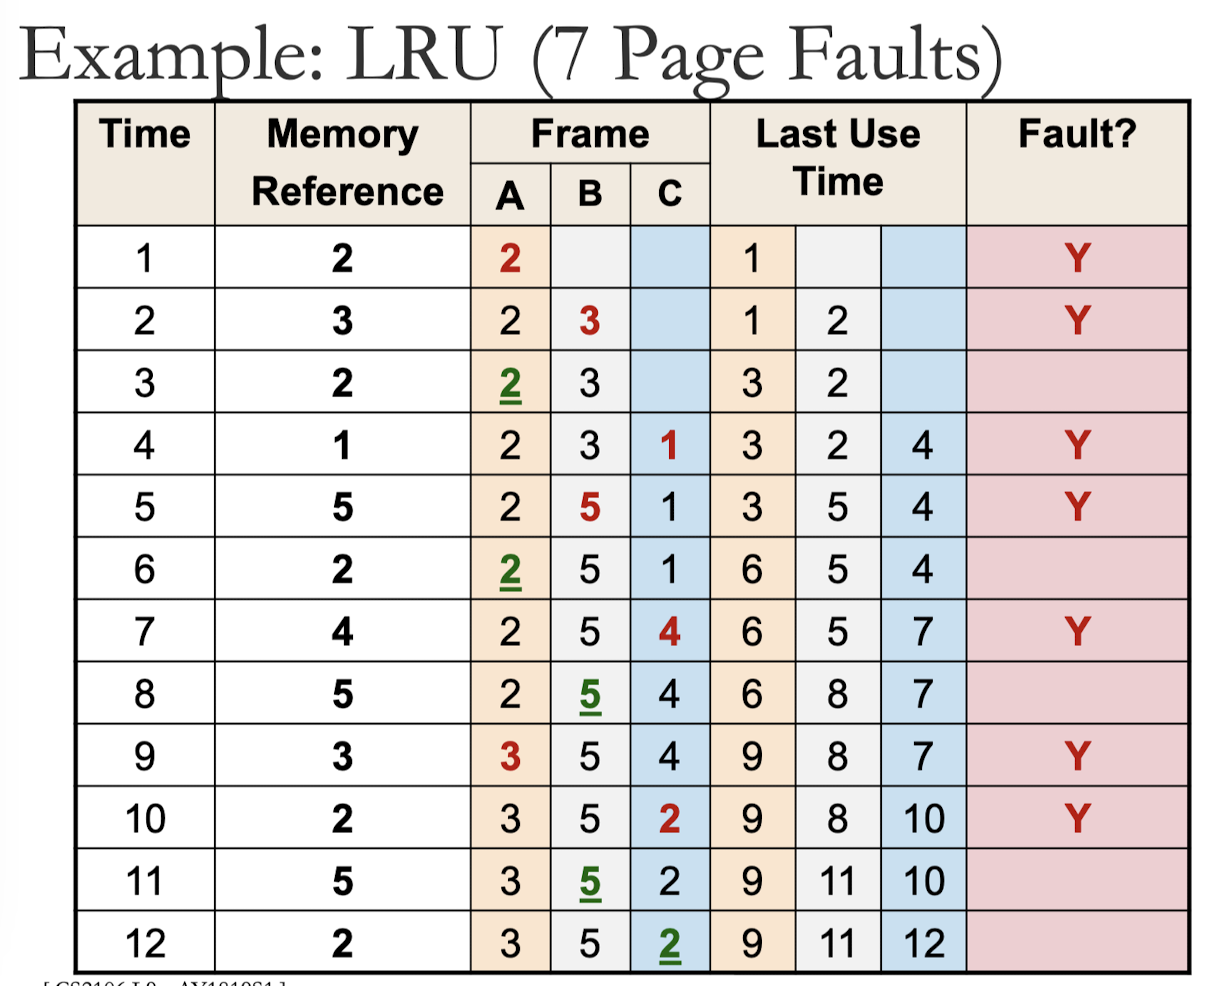 Example: LRU (7 Page Faults)
Time Memory Reference Frame Last Use Time Fault?
A B C
1 2 2 1 Y
2 3 2 3 1 2 Y
3 2 2 3 3 2
4 1 2 3 1 3 2 4 Y
5 5 2 5 1 3 5 4 Y
6 2 2 5 1 6 5 4
7 4 2 5 4 6 5 7 Y
8 5 2 5 4 6 8 7
9 3 3 5 4 9 8 7 Y
10 2 3 5 2 9 8 10 Y
11 5 3 5 2 9 11 10
12 2 3 5 2 9 11 12